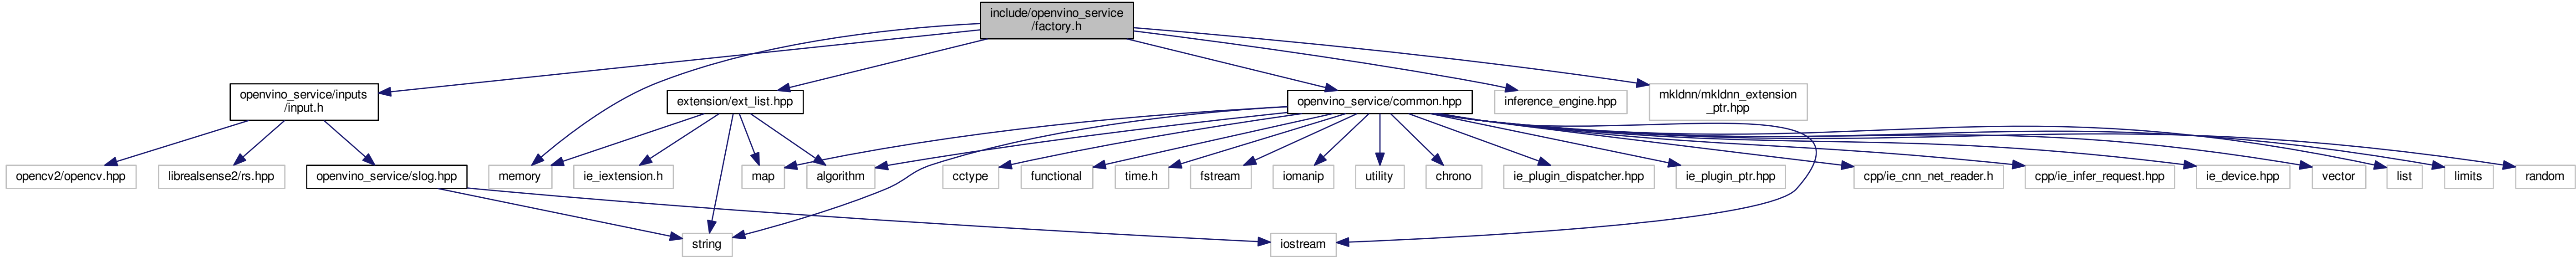 include/openvino_service
/factory.h
openvino_service/inputs
/input.h
extension/ext_list.hpp
openvino_service/common.hpp
inference_engine.hpp
mkldnn/mkldnn_extension
_ptr.hpp
opencv2/opencv.hpp
librealsense2/rs.hpp
openvino_service/slog.hpp
memory
ie_iextension.h
map
algorithm
cctype
functional
time.h
fstream
iomanip
utility
chrono
ie_plugin_dispatcher.hpp
ie_plugin_ptr.hpp
cpp/ie_cnn_net_reader.h
cpp/ie_infer_request.hpp
ie_device.hpp
vector
list
limits
random
string
iostream